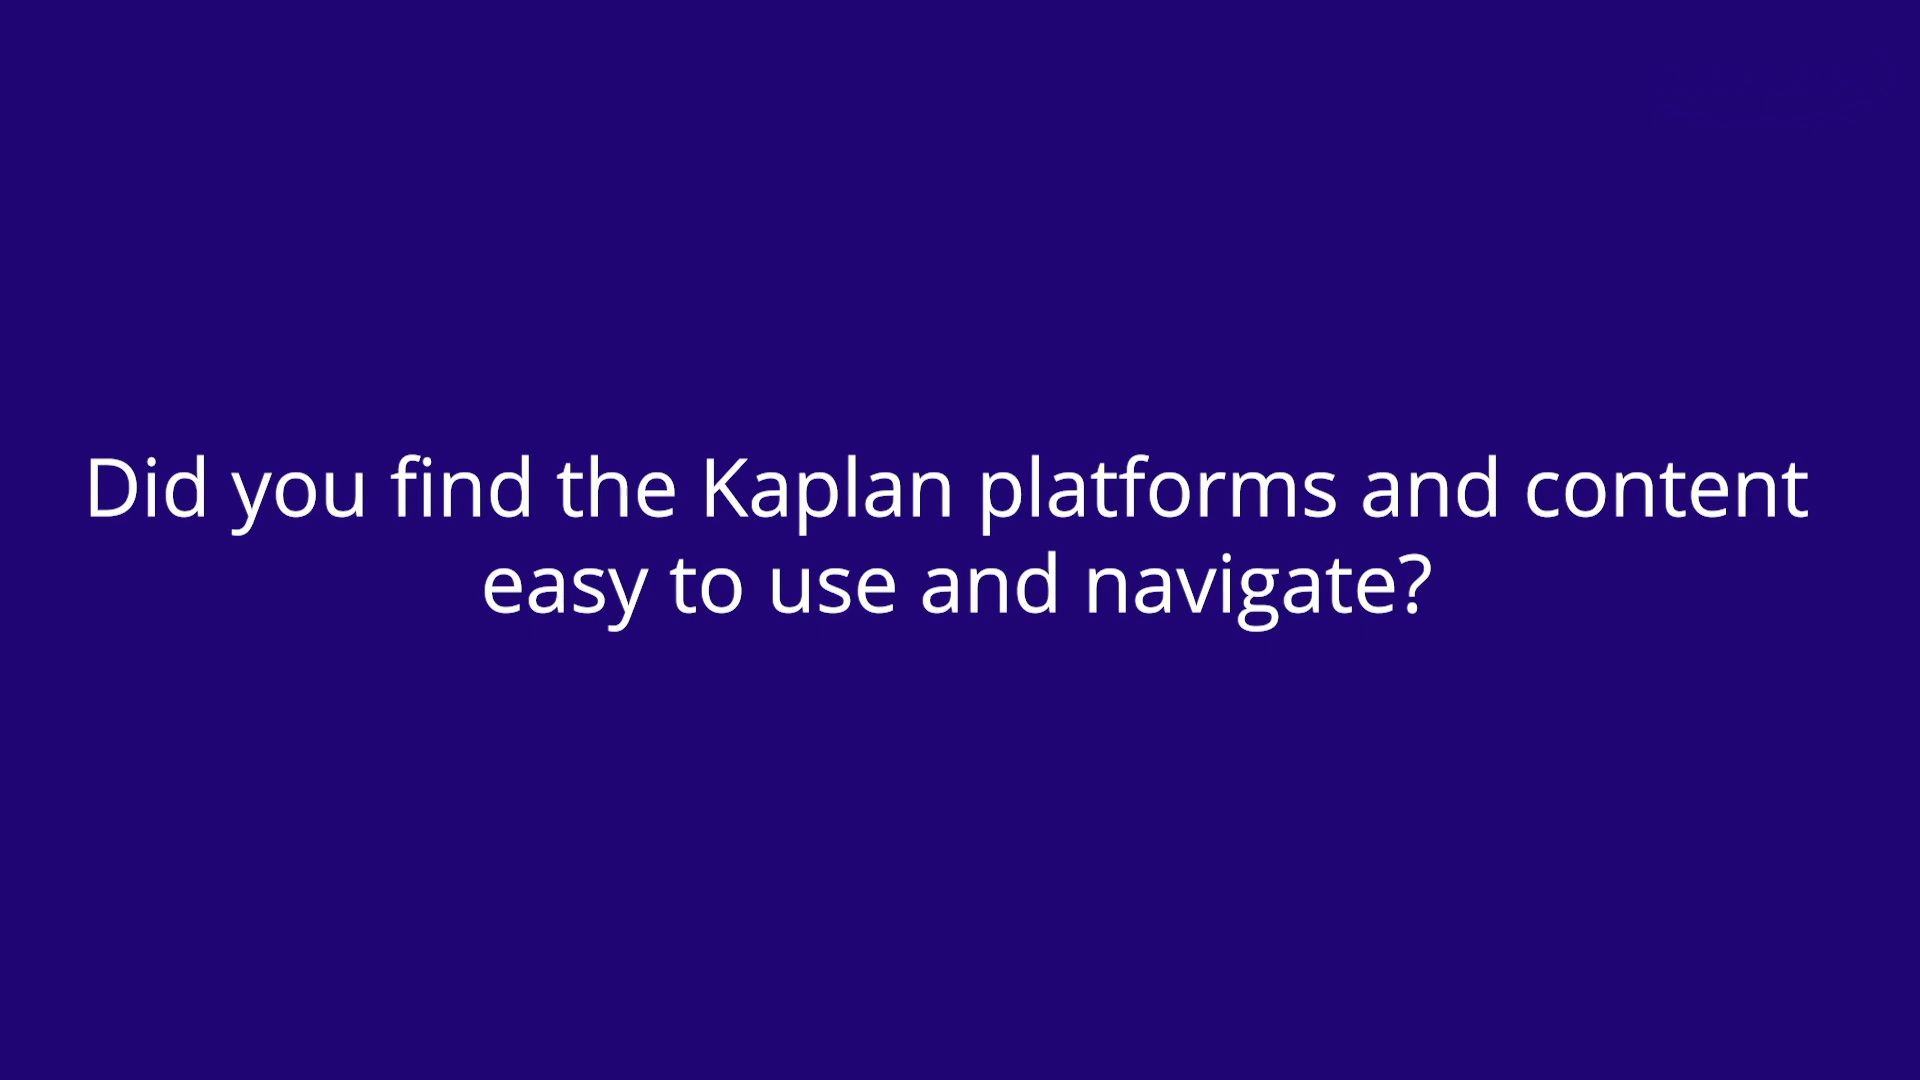 Did you find the Kaplan platforms and content
easy to use and navigate?